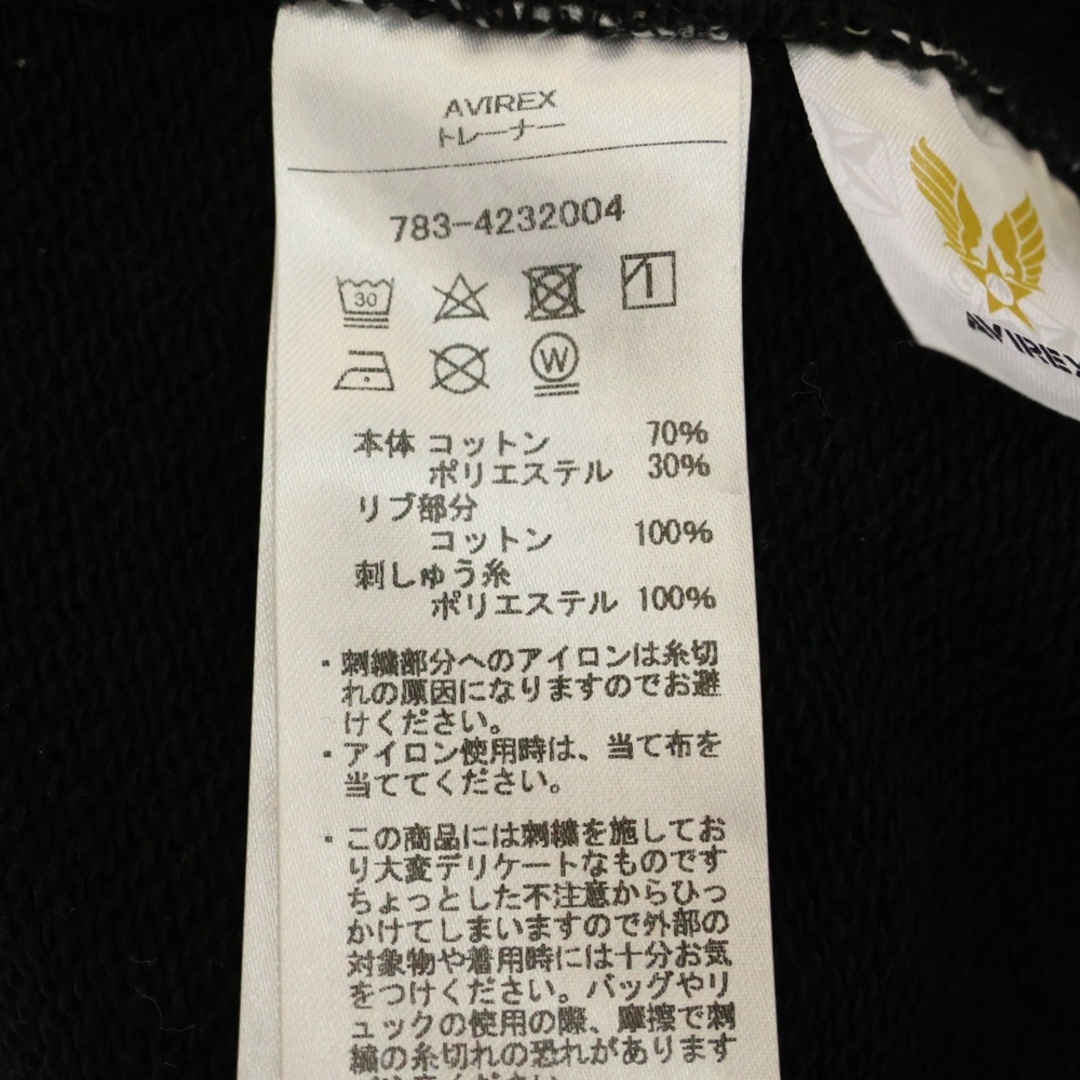 AVIREX
トレーナー
783-4232004
30
W
本体 コットン 70%
ポリエステル 30%
リブ部分
コットン 100%
刺しゅう糸
ポリエステル 100%
・刺繍部分へのアイロンは糸切
れの原因になりますのでお避
けください。
・アイロン使用時は、当て布を
当ててください。
・この商品には刺繍を施してお
り大変デリケートなものです
ちょっとした不注意からひっ
かけてしまいますので外部の
対象物や着用時には十分お気
をつけください。バッグやリ
ュックの使用の際、摩擦で刺
繍の糸切れの恐れがあります
ください
AVIREX